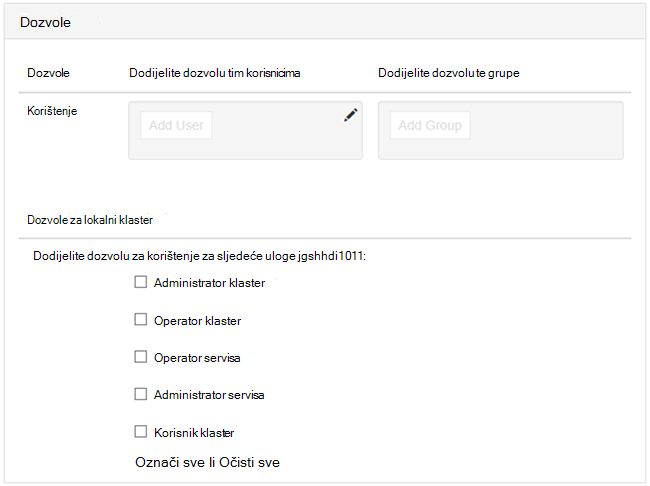 Dozvole
Dozvole Dodijelite dozvolu tim korisnicima Dodijelite dozvolu te grupe
Korištenje Add User Add Group
Dozvole za lokalni klaster
Dodijelite dozvolu za korištenje za sljedeće uloge jgshhdi1011:
Administrator klaster
Operator klaster
Operator servisa
Administrator servisa
Korisnik klaster
Označi sve li Očisti sve